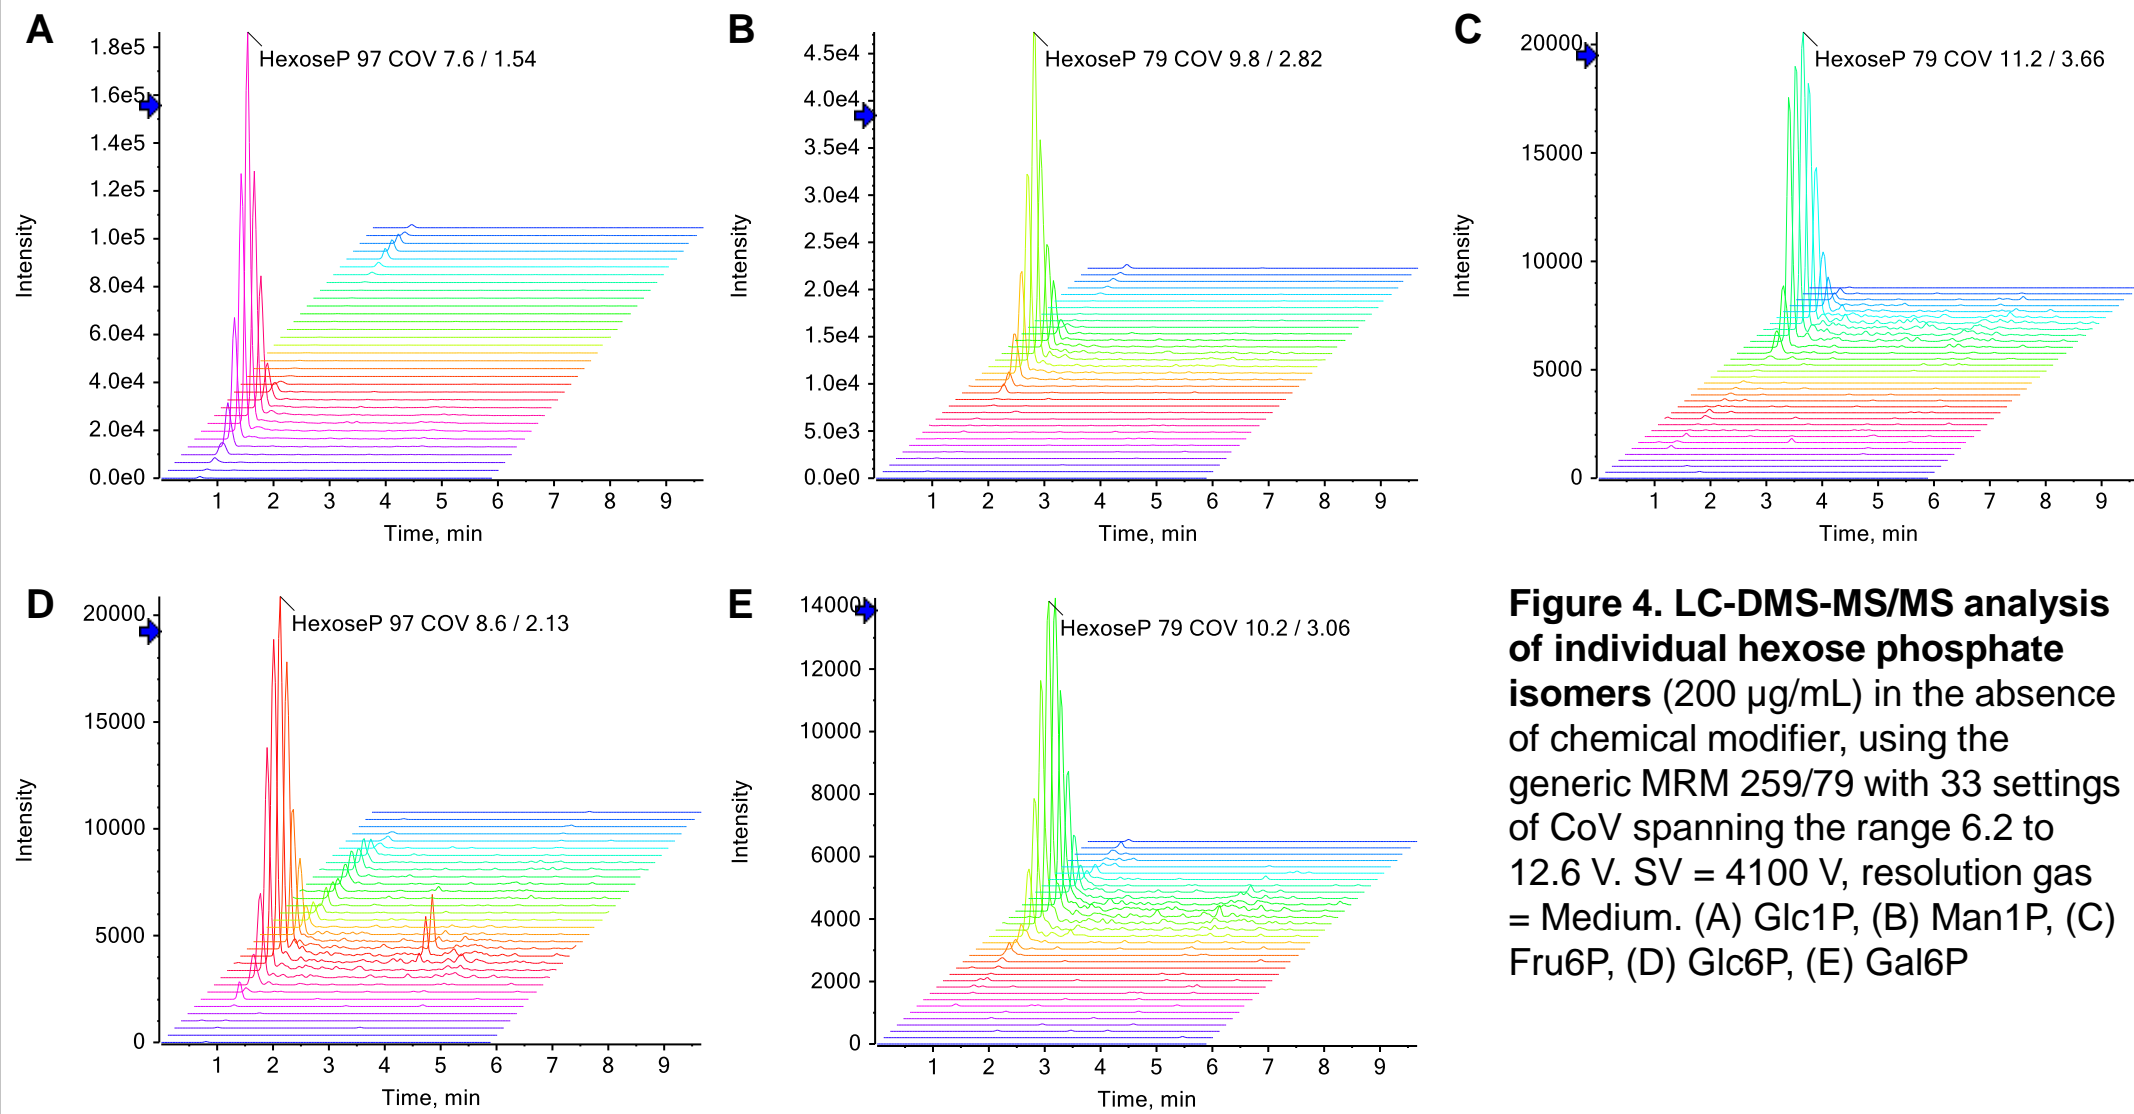 A
HexoseP 97 COV 7.6 / 1.54
1.8e5
1.6e5
1.4e5
1.2e5
1.0e5
8.0e4
6.0e4
4.0e4
2.0e4
0.0e0
Intensity
1 2 3 4 5 6 7 8 9
Time, min
B
HexoseP 79 COV 9.8 / 2.82
4.5e4
4.0e4
3.5e4
3.0e4
2.5e4
2.0e4
1.5e4
1.0e4
5.0e3
0.0e0
Intensity
1 2 3 4 5 6 7 8 9
Time, min
C
HexoseP 79 COV 11.2 / 3.66
20000
15000
10000
5000
0
Intensity
1 2 3 4 5 6 7 8 9
Time, min
D
HexoseP 97 COV 8.6 / 2.13
20000
15000
10000
5000
0
Intensity
1 2 3 4 5 6 7 8 9
Time, min
E
HexoseP 79 COV 10.2 / 3.06
14000
12000
10000
8000
6000
4000
2000
0
Intensity
1 2 3 4 5 6 7 8 9
Time, min
Figure 4. LC-DMS-MS/MS analysis
of individual hexose phosphate
isomers (200 µg/mL) in the absence
of chemical modifier, using the
generic MRM 259/79 with 33 settings
of CoV spanning the range 6.2 to
12.6 V. SV = 4100 V, resolution gas
= Medium. (A) Glc1P, (B) Man1P, (C)
Fru6P, (D) Glc6P, (E) Gal6P